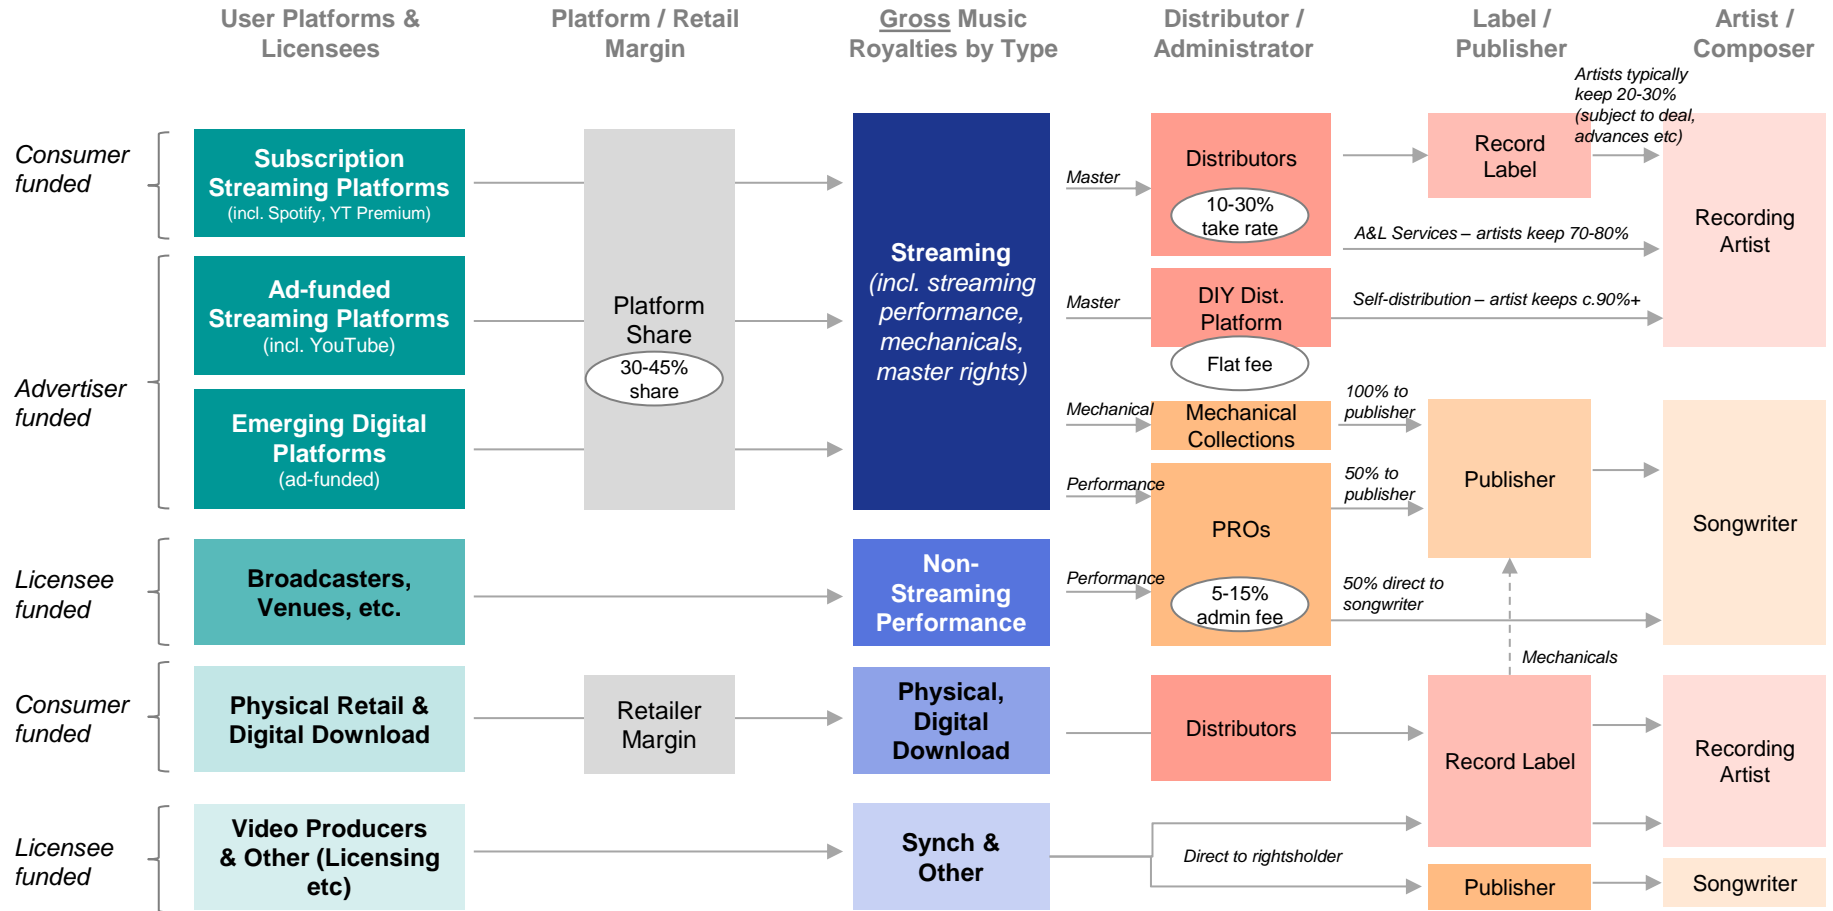 User Platforms &
Licensees
Platform / Retail
Margin
Gross Music
Royalties by Type
Distributor /
Administrator
Label /
Publisher
Artist /
Composer
Consumer
funded
Subscription
Streaming Platforms
(incl. Spotify, YT Premium)
Advertiser
funded
Ad-funded
Streaming Platforms
(incl. YouTube)
Emerging Digital
Platforms
(ad-funded)
Platform
Share
30-45%
share
Streaming
(incl. streaming
performance,
mechanicals,
master rights)
Master
Distributors
10-30%
take rate
Record
Label
Artists typically
keep 20-30%
(subject to deal,
advances etc)
Recording
Artist
A&L Services – artists keep 70-80%
Master
DIY Dist.
Platform
Flat fee
Self-distribution – artist keeps c.90%+
Mechanical
Mechanical
Collections
100% to
publisher
Performance
PROs
5-15%
admin fee
50% to
publisher
Publisher
Songwriter
Licensee
funded
Broadcasters,
Venues, etc.
Non-
Streaming
Performance
Performance
50% direct to
songwriter
Mechanicals
Consumer
funded
Physical Retail &
Digital Download
Retailer
Margin
Physical,
Digital
Download
Distributors
Record Label
Recording
Artist
Licensee
funded
Video Producers
& Other (Licensing
etc)
Synch &
Other
Direct to rightsholder
Publisher
Songwriter